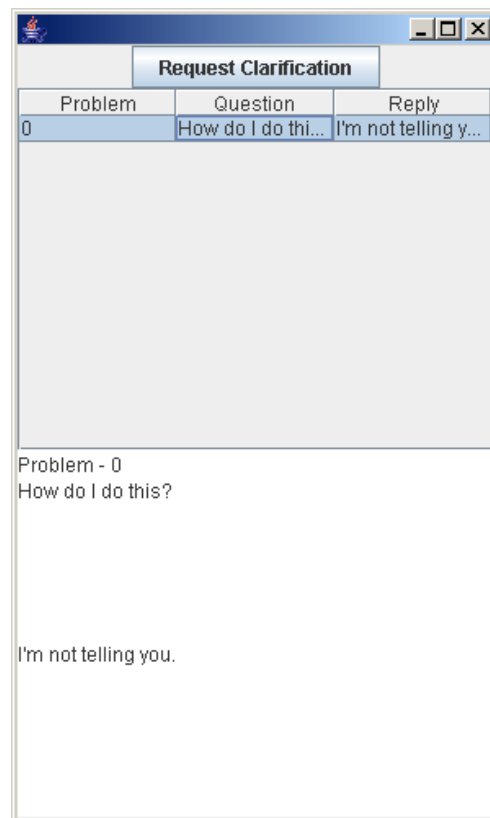 Request Clarification
Problem Question Reply
0 How do I do thi... I'm not telling y...
Problem - 0
How do I do this?
I'm not telling you.